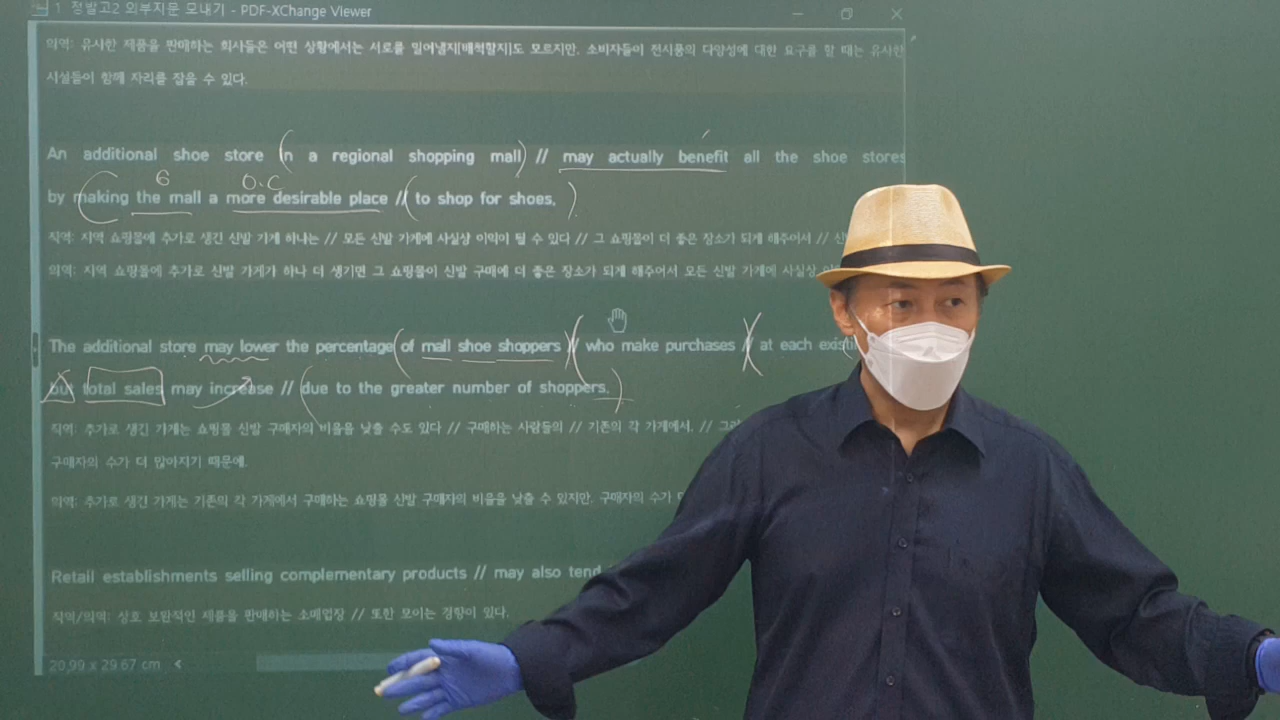 1 정발고2 외부지문 모내기 - PDF-XChange Viewer
의역: 유사한 제품을 판매하는 회사들은 어떤 상황에서는 서로를 밀어낼지[배척할지]도 모르지만, 소비자들이 전시품의 다양성에 대한 요구를 할 때는 유사한
시설들이 함께 자리를 잡을 수 있다.
An additional shoe store in a regional shopping mall // may actually benefit all the shoe stores
6 O.C
by making the mall a more desirable place // to shop for shoes.
직역: 지역 쇼핑몰에 추가로 생긴 신발 가게 하나는 // 모든 신발 가게에 사실상 이익이 될 수 있다 // 그 쇼핑몰이 더 좋은 장소가 되게 해주어서 //
의역: 지역 쇼핑몰에 추가로 신발 가게가 하나 더 생기면 그 쇼핑몰이 신발 구매에 더 좋은 장소가 되게 해주어서 모든 신발 가게에 사실상
The additional store may lower the percentage of mall shoe shoppers // who make purchases // at each
but total sales may increase // due to the greater number of shoppers.
직역: 추가로 생긴 가게는 쇼핑몰 신발 구매자의 비율을 낮출 수도 있다 // 구매하는 사람들의 // 기존의 각 가게에서. //
구매자의 수가 더 많아지기 때문에.
의역: 추가로 생긴 가게는 기존의 각 가게에서 구매하는 쇼핑몰 신발 구매자의 비율을 낮출 수 있지만, 구매자의 수가
Retail establishments selling complementary products // may also tend
직역/의역: 상호 보완적인 제품을 판매하는 소매업장 // 또한 모이는 경향이 있다.
20,99 x 29,67 cm